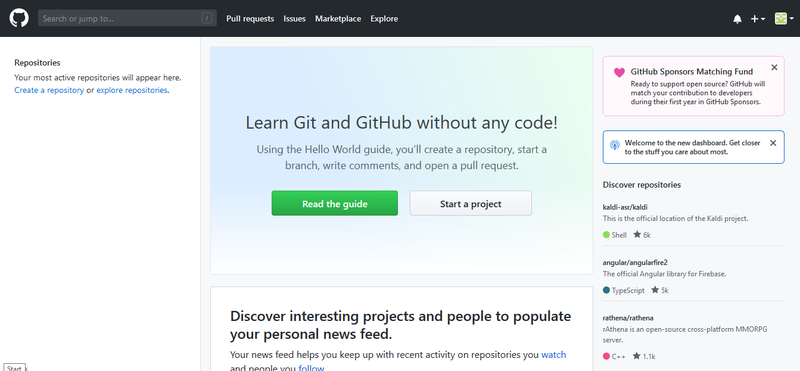 Search or jump to...
/
Pull requests
Issues
Marketplace
Explore
Repositories
Your most active repositories will appear here.
Create a repository or explore repositories.
Learn Git and GitHub without any code!
Using the Hello World guide, you’ll create a repository, start a
branch, write comments, and open a pull request.
Read the guide
Start a project
Discover interesting projects and people to populate
your personal news feed.
Your news feed helps you keep up with recent activity on repositories you watch
and people you follow
GitHub Sponsors Matching Fund
Ready to support open source? GitHub will
match your contribution to developers
during their first year in GitHub Sponsors.
Welcome to the new dashboard. Get closer
to the stuff you care about most.
Discover repositories
kaldi-asr/kaldi
This is the official location of the Kaldi project.
Shell 6k
angular/angularfire2
The official Angular library for Firebase.
TypeScript 5k
rathena/rathena
rAthena is an open-source cross-platform MMORPG
server.
C++ 1.1k
Start